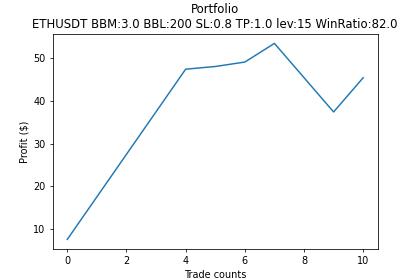 Portfolio
ETHUSDT BBM:3.0 BBL:200 SL:0.8 TP:1.0 lev:15 WinRatio:82.0
50
40
30
20
10
Profit ($)
0 2 4 6 8 10
Trade counts